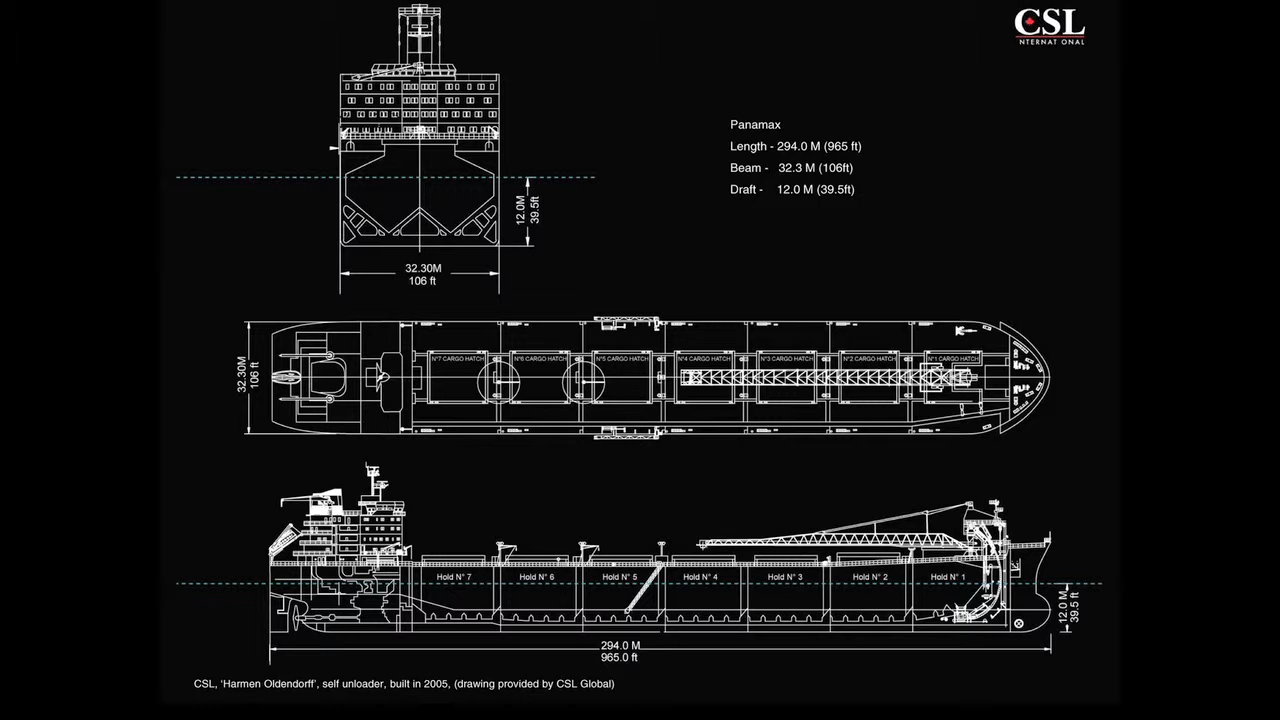 CSL
NTERNAT ONAL
Panamax
Length - 294.0 M (965 ft)
Beam - 32.3 M (106ft)
Draft - 12.0 M (39.5ft)
12.0M
39.5ft
32.30M
106 ft
32.30M
106 ft
N°7 CARGO HATCH
N°6 CARGO HATCH
N°5 CARGO HATCH
N°4 CARGO HATCH
N°3 CARGO HATCH
N°2 CARGO HATCH
N°1 CARGO HATCH
Hold N° 7
Hold N° 6
Hold N° 5
Hold N° 4
Hold N° 3
Hold N° 2
Hold N° 1
12.0 M
39.5 ft
294.0 M
965.0 ft
CSL, ‘Harmen Oldendorff’, self unloader, built in 2005, (drawing provided by CSL Global)